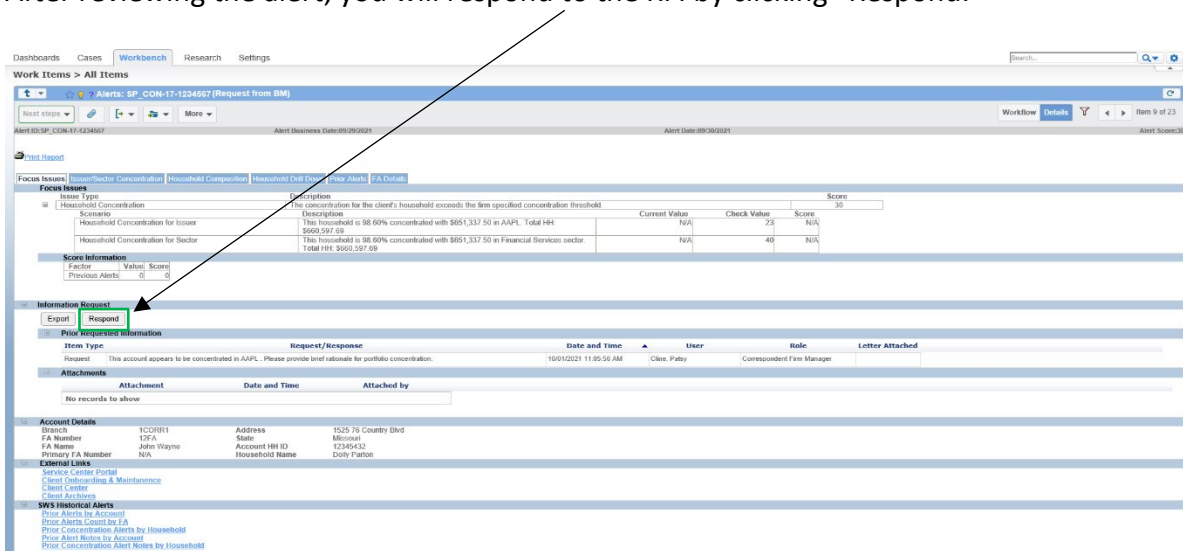 After reviewing the alert, you will respond to the RFI by clicking "Respond."
Dashboards Cases Workbench Research Settings Search...
Work Items > All Items
? Alerts: SP_CON-17-1234567 (Request from BM)
Next steps More Workflow Details Item 9 of 23
Alert ID:SP_CON-17-1234567 Alert Business Date:09/29/2021 Alert Date:09/30/2021 Alert Score:30
Print Report
Focus Issues Issuer/Sector Concentration Household Composition Household Drill Down Prior Alerts FA Details
Focus Issues
Issue Type Description Score
Household Concentration The concentration for the client's household exceeds the firm specified concentration threshold. 30
Scenario Description Current Value Check Value Score
Household Concentration for Issuer This household is 98.60% concentrated with $651,337.50 in AAPL. Total HH: N/A 23 N/A
$660,597.69
Household Concentration for Sector This household is 98.60% concentrated with $651,337.50 in Financial Services sector. N/A 40 N/A
Total HH: $660,597.69
Score Information
Factor Value Score
Previous Alerts 0 0
Information Request
Export Respond
Prior Requested Information
Item Type Request/Response Date and Time User Role Letter Attached
Request This account appears to be concentrated in AAPL . Please provide brief rationale for portfolio concentration. 10/01/2021 11:05:56 AM Cline, Patsy Correspondent Firm Manager
Attachments
Attachment Date and Time Attached by
No records to show
Account Details
Branch 1CORR1 Address 1525 76 Country Blvd
FA Number 12FA State Missouri
FA Name John Wayne Account HH ID 12345432
Primary FA Number N/A Household Name Dolly Parton
External Links
Service Center Portal
Client Onboarding & Maintanence
Client Center
Client Archives
SWS Historical Alerts
Prior Alerts by Account
Prior Alerts Count by FA
Prior Concentration Alerts by Household
Prior Alert Notes by Account
Prior Concentration Alert Notes by Household